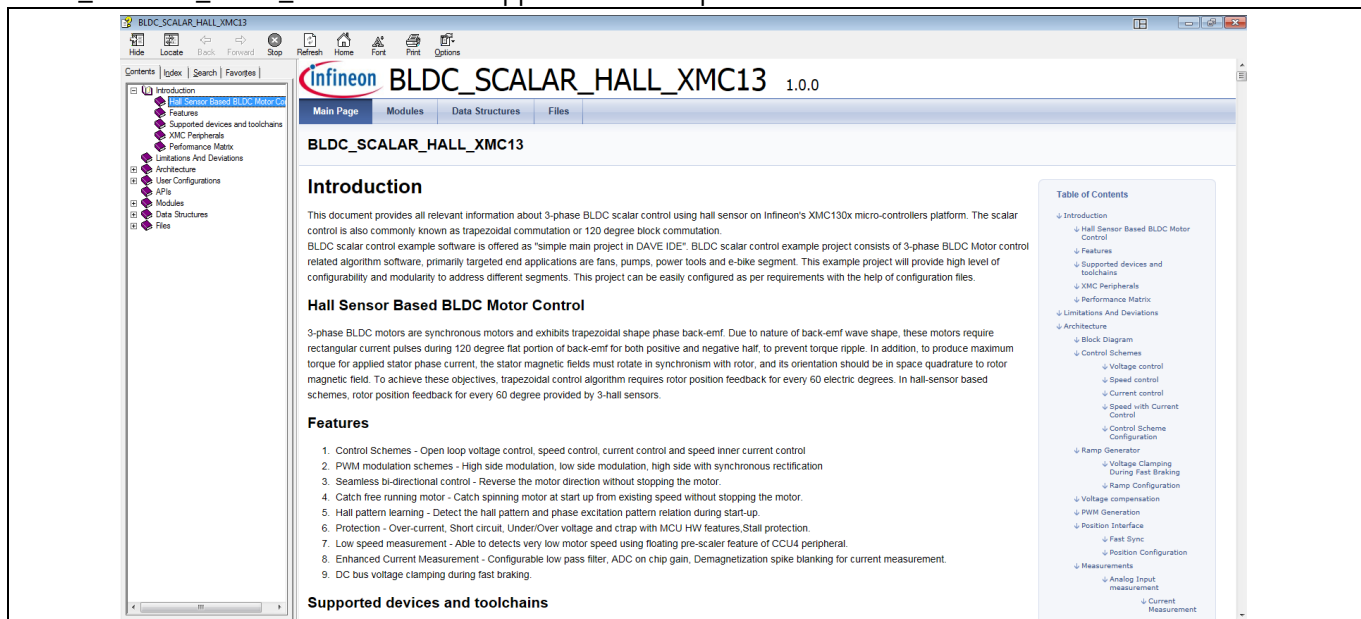 BLDC_SCALAR_HALL_XMC13
Hide Locate Back Forward Stop Refresh Home Font Print Options
Contents Index Search Favorites
Introduction
Hall Sensor Based BLDC Motor Co
Features
Supported devices and toolchains
XMC Peripherals
Performance Matrix
Limitations And Deviations
Architecture
User Configurations
APIs
Modules
Data Structures
Files
infineon BLDC_SCALAR_HALL_XMC13 1.0.0
Main Page Modules Data Structures Files
BLDC_SCALAR_HALL_XMC13
Introduction
This document provides all relevant information about 3-phase BLDC scalar control using hall sensor on Infineon's XMC130x micro-controllers platform. The scalar
control is also commonly known as trapezoidal commutation or 120 degree block commutation.
BLDC scalar control example software is offered as "simple main project in DAVE IDE". BLDC scalar control example project consists of 3-phase BLDC Motor control
related algorithm software, primarily targeted end applications are fans, pumps, power tools and e-bike segment. This example project will provide high level of
configurability and modularity to address different segments. This project can be easily configured as per requirements with the help of configuration files.
Hall Sensor Based BLDC Motor Control
3-phase BLDC motors are synchronous motors and exhibits trapezoidal shape phase back-emf. Due to nature of back-emf wave shape, these motors require
rectangular current pulses during 120 degree flat portion of back-emf for both positive and negative half, to prevent torque ripple. In addition, to produce maximum
torque for applied stator phase current, the stator magnetic fields must rotate in synchronism with rotor, and its orientation should be in space quadrature to rotor
magnetic field. To achieve these objectives, trapezoidal control algorithm requires rotor position feedback for every 60 electric degrees. In hall-sensor based
schemes, rotor position feedback for every 60 degree provided by 3-hall sensors.
Features
1. Control Schemes - Open loop voltage control, speed control, current control and speed inner current control
2. PWM modulation schemes - High side modulation, low side modulation, high side with synchronous rectification
3. Seamless bi-directional control - Reverse the motor direction without stopping the motor.
4. Catch free running motor - Catch spinning motor at start up from existing speed without stopping the motor.
5. Hall pattern learning - Detect the hall pattern and phase excitation pattern relation during start-up.
6. Protection - Over-current, Short circuit, Under/Over voltage and ctrap with MCU HW features,Stall protection.
7. Low speed measurement - Able to detects very low motor speed using floating pre-scaler feature of CCU4 peripheral.
8. Enhanced Current Measurement - Configurable low pass filter, ADC on chip gain, Demagnetization spike blanking for current measurement.
9. DC bus voltage clamping during fast braking.
Supported devices and toolchains
Table of Contents
↓ Introduction
↓ Hall Sensor Based BLDC Motor
Control
↓ Features
↓ Supported devices and
toolchains
↓ XMC Peripherals
↓ Performance Matrix
↓ Limitations And Deviations
↓ Architecture
↓ Block Diagram
↓ Control Schemes
↓ Voltage control
↓ Speed control
↓ Current control
↓ Speed with Current
Control
↓ Control Scheme
Configuration
↓ Ramp Generator
↓ Voltage Clamping
During Fast Braking
↓ Ramp Configuration
↓ Voltage compensation
↓ PWM Generation
↓ Position Interface
↓ Fast Sync
↓ Position Configuration
↓ Measurements
↓ Analog Input
measurement
↓ Current
Measurement